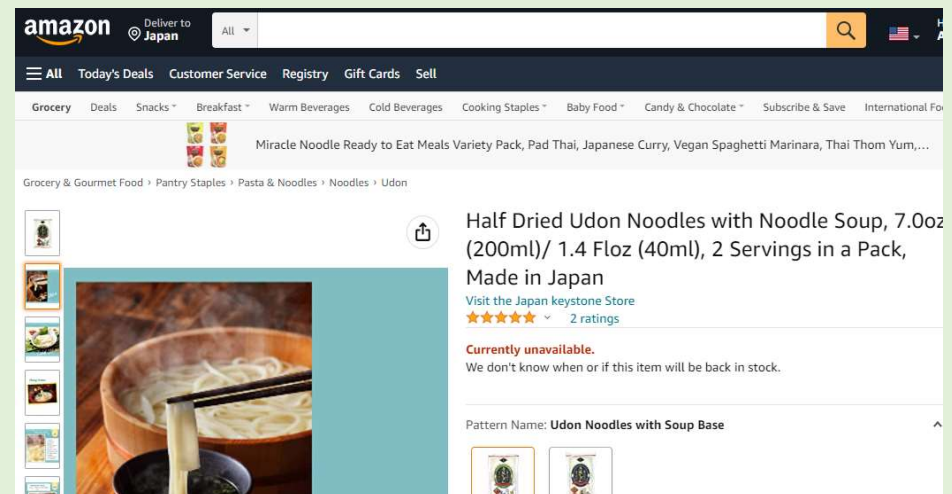 amazon
Deliver to
Japan
All
All Today's Deals Customer Service Registry Gift Cards Sell
Grocery Deals Snacks Breakfast Warm Beverages Cold Beverages Cooking Staples Baby Food Candy & Chocolate Subscribe & Save International Fo
Miracle Noodle Ready to Eat Meals Variety Pack, Pad Thai, Japanese Curry, Vegan Spaghetti Marinara, Thai Thom Yum,...
Grocery & Gourmet Food › Pantry Staples › Pasta & Noodles › Noodles › Udon
Half Dried Udon Noodles with Noodle Soup, 7.0oz
(200ml)/ 1.4 Floz (40ml), 2 Servings in a Pack,
Made in Japan
Visit the Japan keystone Store
2 ratings
Currently unavailable.
We don't know when or if this item will be back in stock.
Pattern Name: Udon Noodles with Soup Base